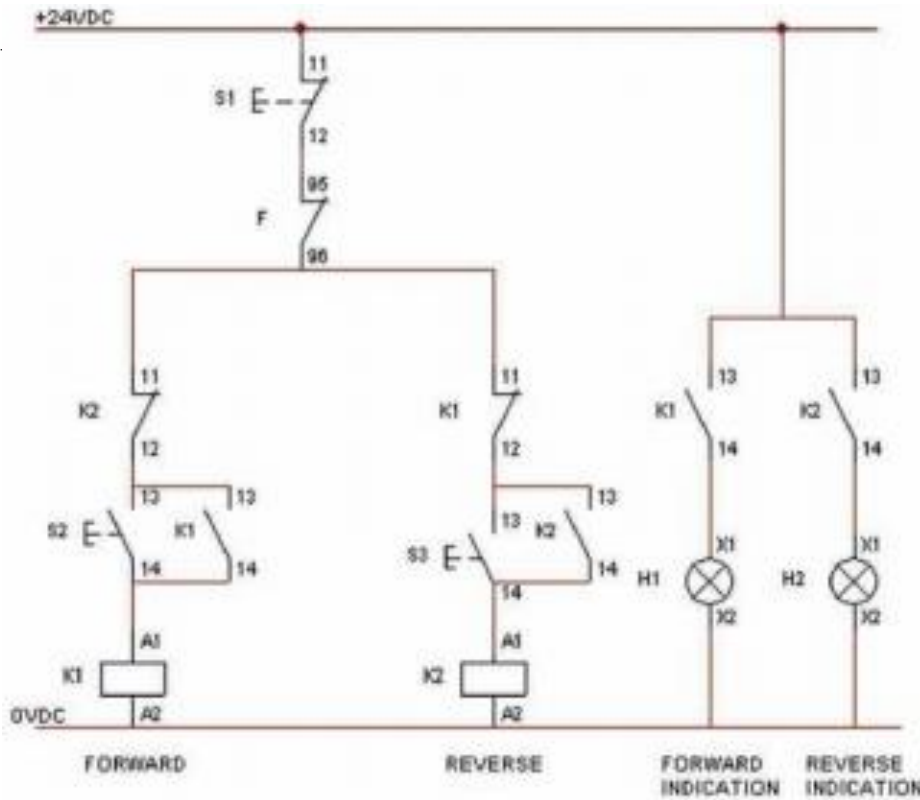 +24VDC
11
S1
12
95
F
96
11
K2
12
11
K1
12
13
K1
14
13
K2
14
13
S2
14
13
K1
14
13
S3
14
13
K2
14
X1
H1
X2
X1
H2
X2
A1
K1
A2
A1
K2
A2
0VDC
FORWARD
REVERSE
FORWARD
INDICATION
REVERSE
INDICATION